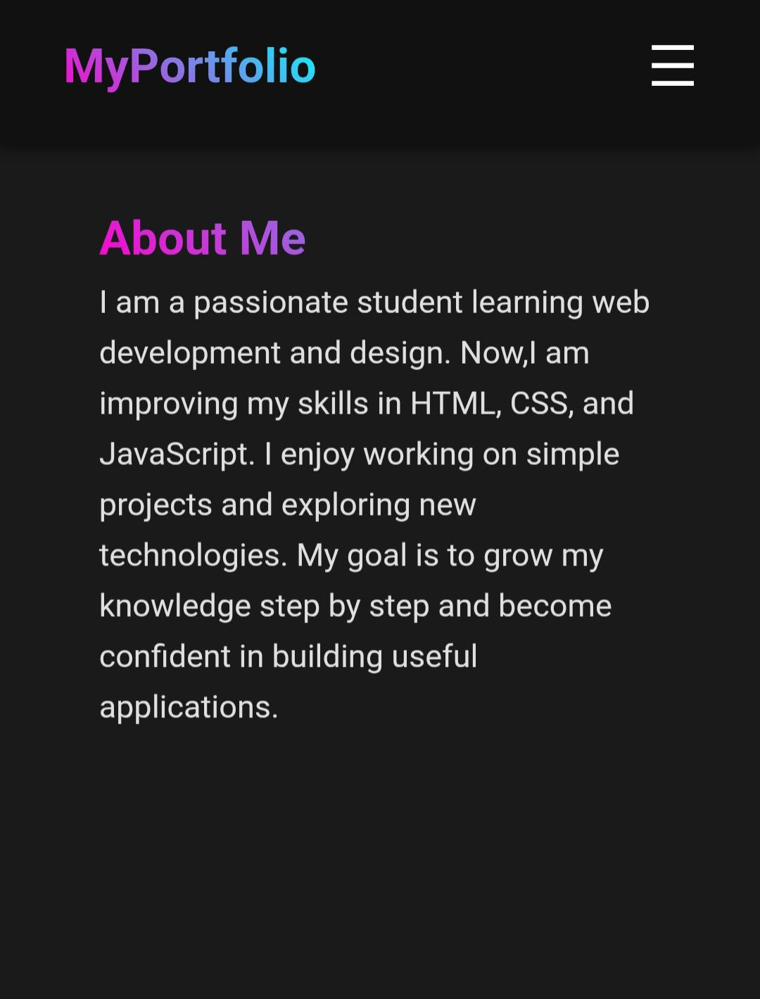 MyPortfolio
About Me
I am a passionate student learning web
development and design. Now,I am
improving my skills in HTML, CSS, and
JavaScript. I enjoy working on simple
projects and exploring new
technologies. My goal is to grow my
knowledge step by step and become
confident in building useful
applications.